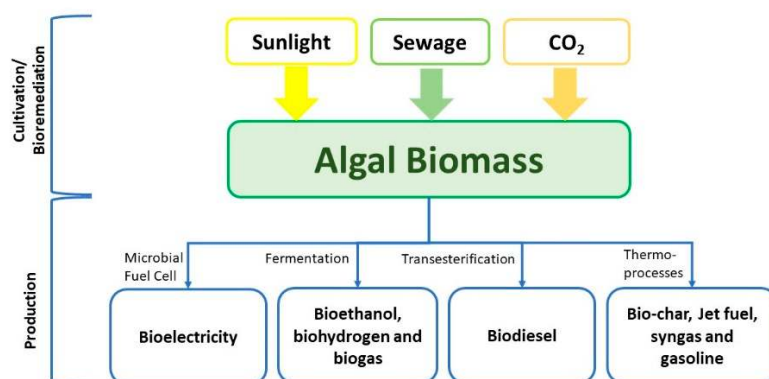 Cultivation/
Bioremediation
Sunlight
Sewage
CO₂
Algal Biomass
Production
Microbial
Fuel Cell
Fermentation
Transesterification
Thermo-
processes
Bioelectricity
Bioethanol,
biohydrogen and
biogas
Biodiesel
Bio-char, Jet fuel,
syngas and
gasoline